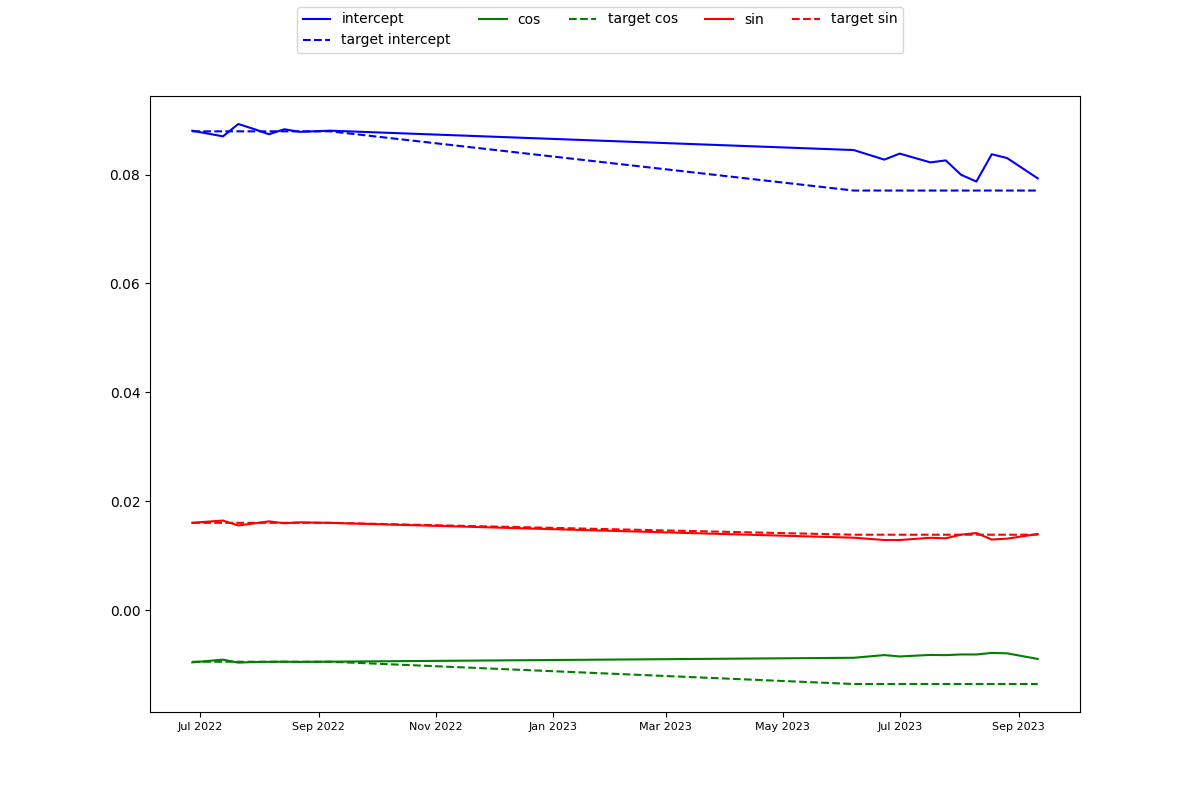 intercept cos target cos sin target sin
target intercept
0.08
0.06
0.04
0.02
0.00
Jul 2022 Sep 2022 Nov 2022 Jan 2023 Mar 2023 May 2023 Jul 2023 Sep 2023